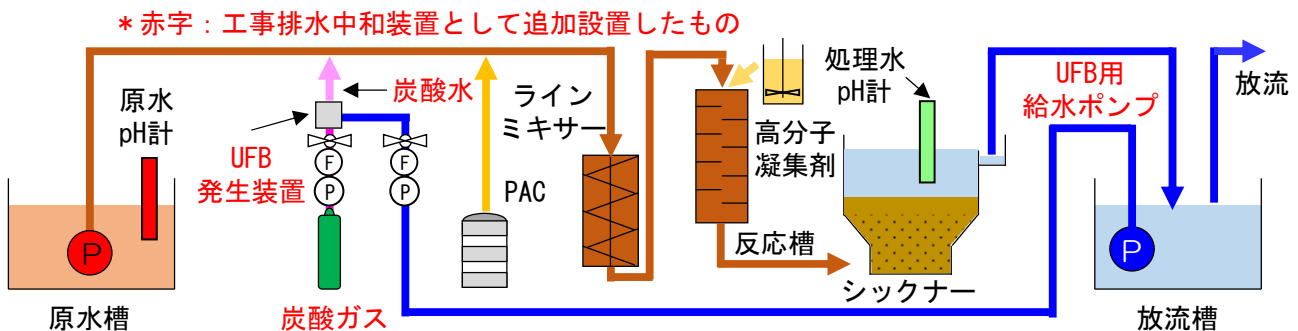 ＊赤字：工事排水中和装置として追加設置したもの
原水
pH計
炭酸水
UFB
発生装置
F
P
F
P
PAC
ライン
ミキサー
高分子
凝集剤
処理水
pH計
UFB用
給水ポンプ
放流
P
P
反応槽
シックナー
原水槽
炭酸ガス
放流槽